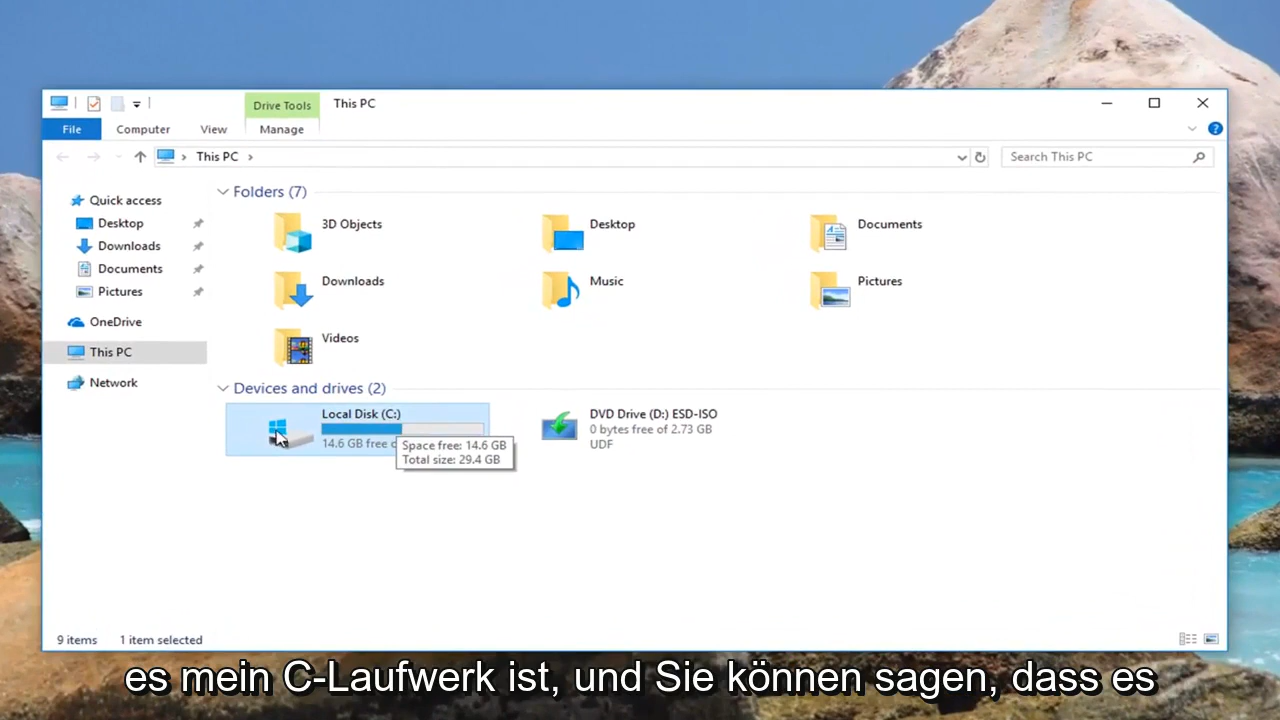 Drive Tools
This PC
File
Computer
View
Manage
This PC
Search This PC
Quick access
Desktop
Downloads
Documents
Pictures
OneDrive
This PC
Network
Folders (7)
3D Objects
Desktop
Documents
Downloads
Music
Pictures
Videos
Devices and drives (2)
Local Disk (C:)
14.6 GB free
Space free: 14.6 GB
Total size: 29.4 GB
DVD Drive (D:) ESD-ISO
0 bytes free of 2.73 GB
UDF
9 items
1 item selected
es mein C-Laufwerk ist, und Sie können sagen, dass es